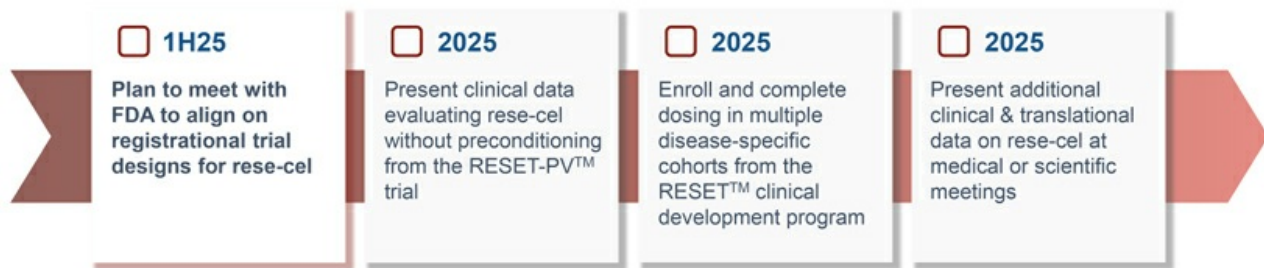 1H25
Plan to meet with
FDA to align on
registrational trial
designs for rese-cel
2025
Present clinical data
evaluating rese-cel
without preconditioning
from the RESET-PV™
trial
2025
Enroll and complete
dosing in multiple
disease-specific
cohorts from the
RESET™ clinical
development program
2025
Present additional
clinical & translational
data on rese-cel at
medical or scientific
meetings